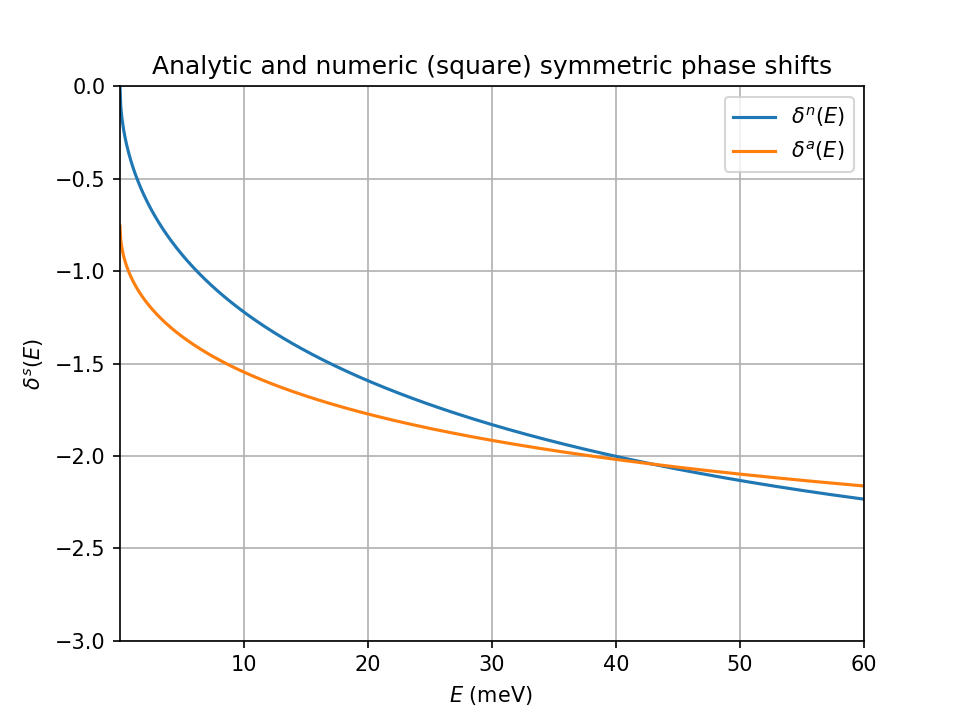 Analytic and numeric (square) symmetric phase shifts
0.0
−0.5
−1.0
−1.5
−2.0
−2.5
−3.0
δˢ(E)
δⁿ(E)
δᵃ(E)
10 20 30 40 50 60
E (meV)